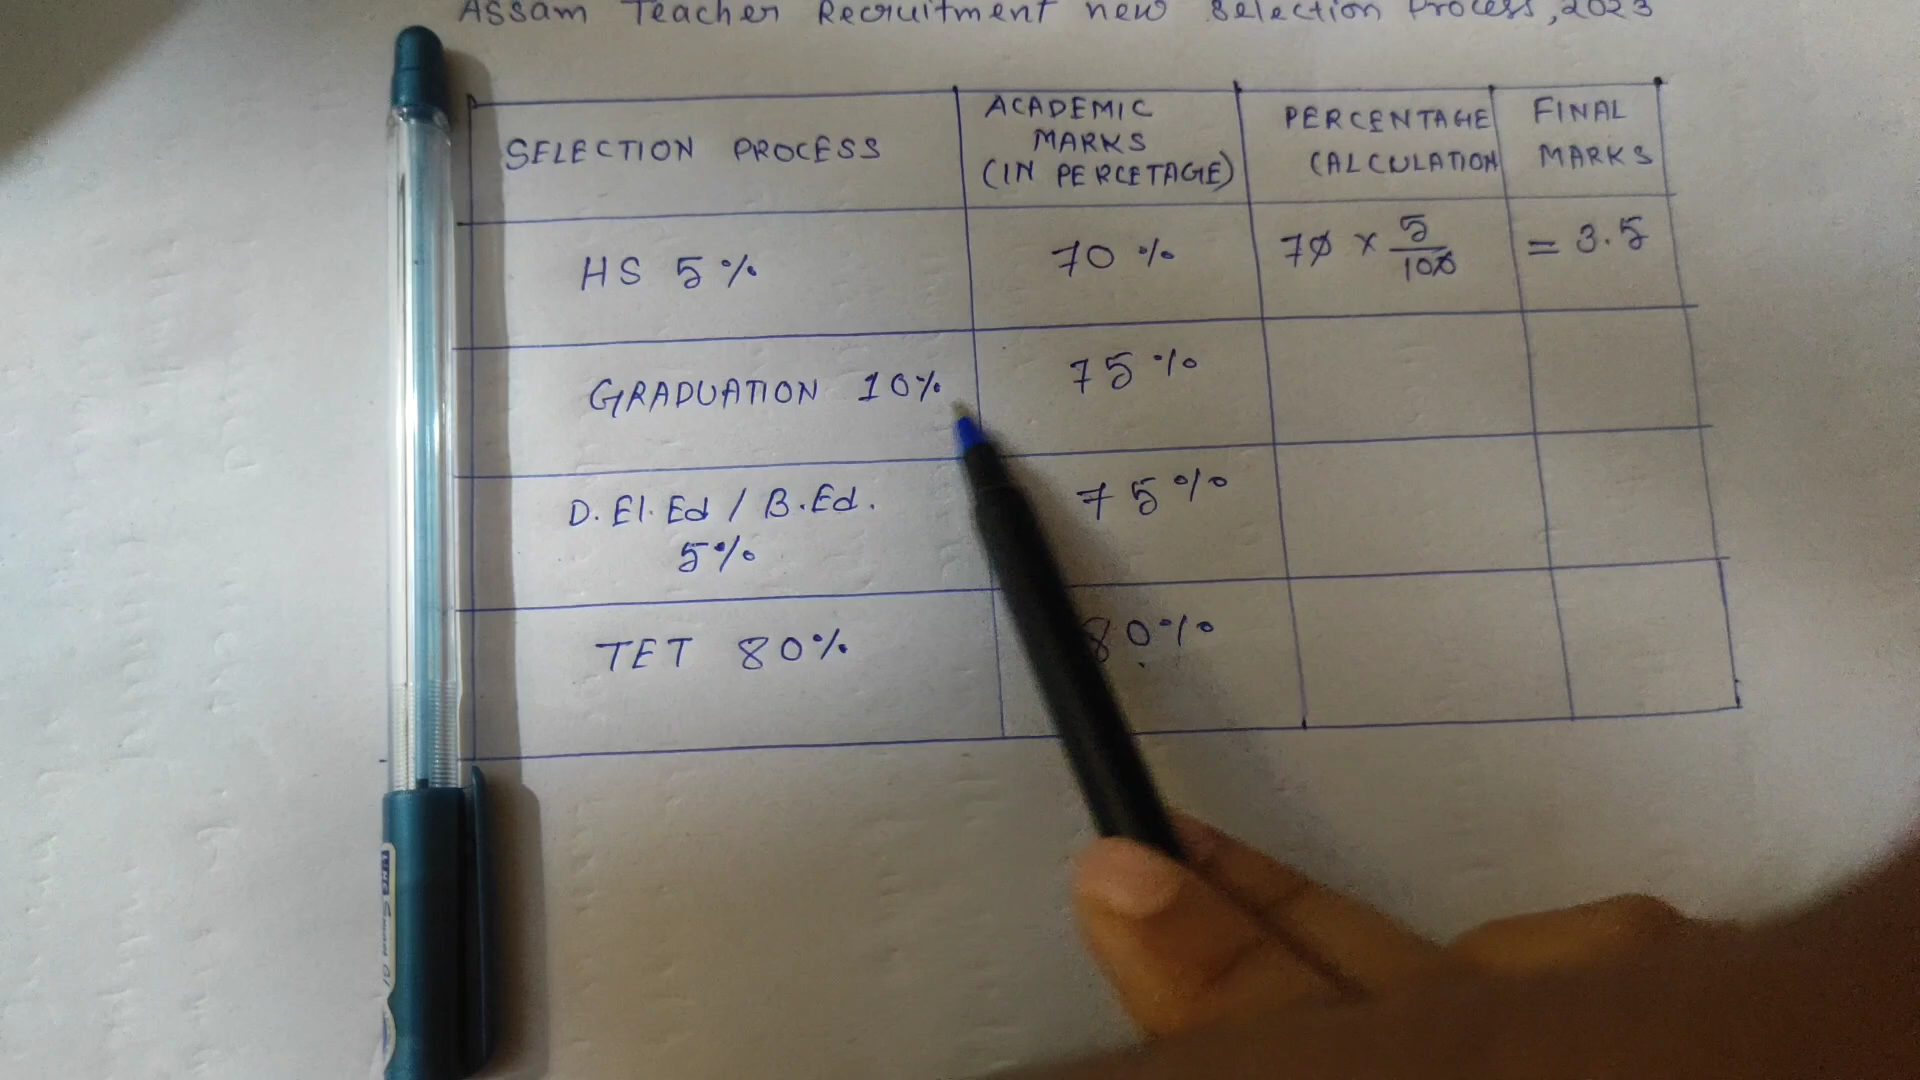 Assam Teacher Recruitment new Selection Process, 2023
SELECTION PROCESS
ACADEMIC
MARKS
(IN PERCETAGE)
PERCENTAGE
CALCULATION
FINAL
MARKS
HS 5%
70%
70 × 5/100
= 3.5
GRADUATION 10%
75%
D.El.Ed / B.Ed.
5%
75%
TET 80%
80%